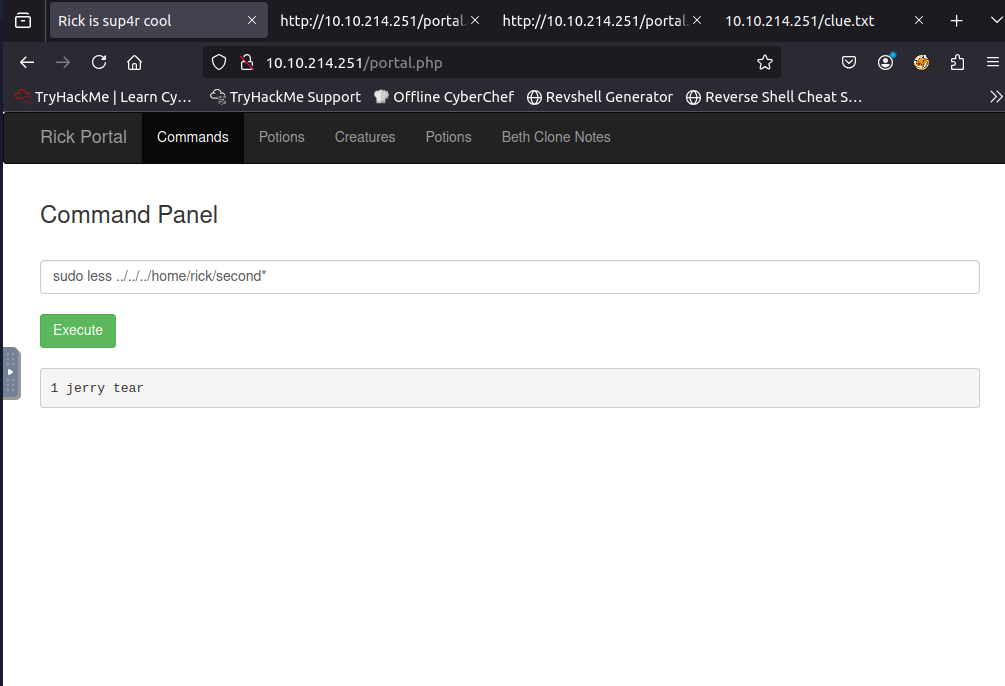 Rick is sup4r cool
http://10.10.214.251/portal.
http://10.10.214.251/portal.
10.10.214.251/clue.txt
10.10.214.251/portal.php
TryHackMe | Learn Cy...
TryHackMe Support
Offline CyberChef
Revshell Generator
Reverse Shell Cheat S...
Rick Portal
Commands
Potions
Creatures
Potions
Beth Clone Notes
Command Panel
sudo less ../../../home/rick/second*
Execute
1 jerry tear